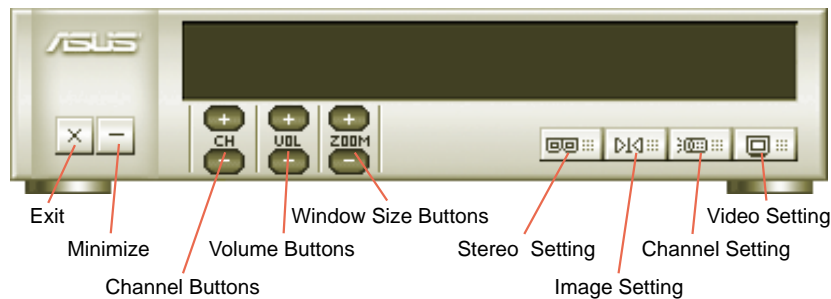 ASUS
CH VOL ZOOM
Exit Window Size Buttons Video Setting
Minimize Volume Buttons Stereo Setting Channel Setting
Channel Buttons Image Setting